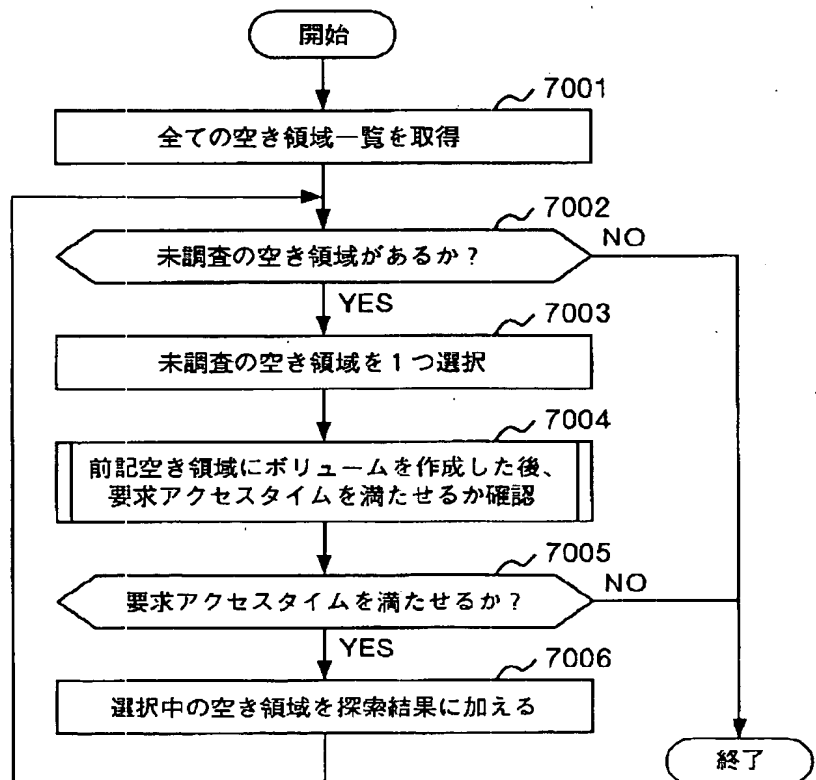 開始
7001
全ての空き領域一覧を取得
7002
未調査の空き領域があるか?
NO
YES
7003
未調査の空き領域を1つ選択
7004
前記空き領域にボリュームを作成した後、
要求アクセスタイムを満たせるか確認
7005
要求アクセスタイムを満たせるか?
NO
YES
7006
選択中の空き領域を探索結果に加える
終了